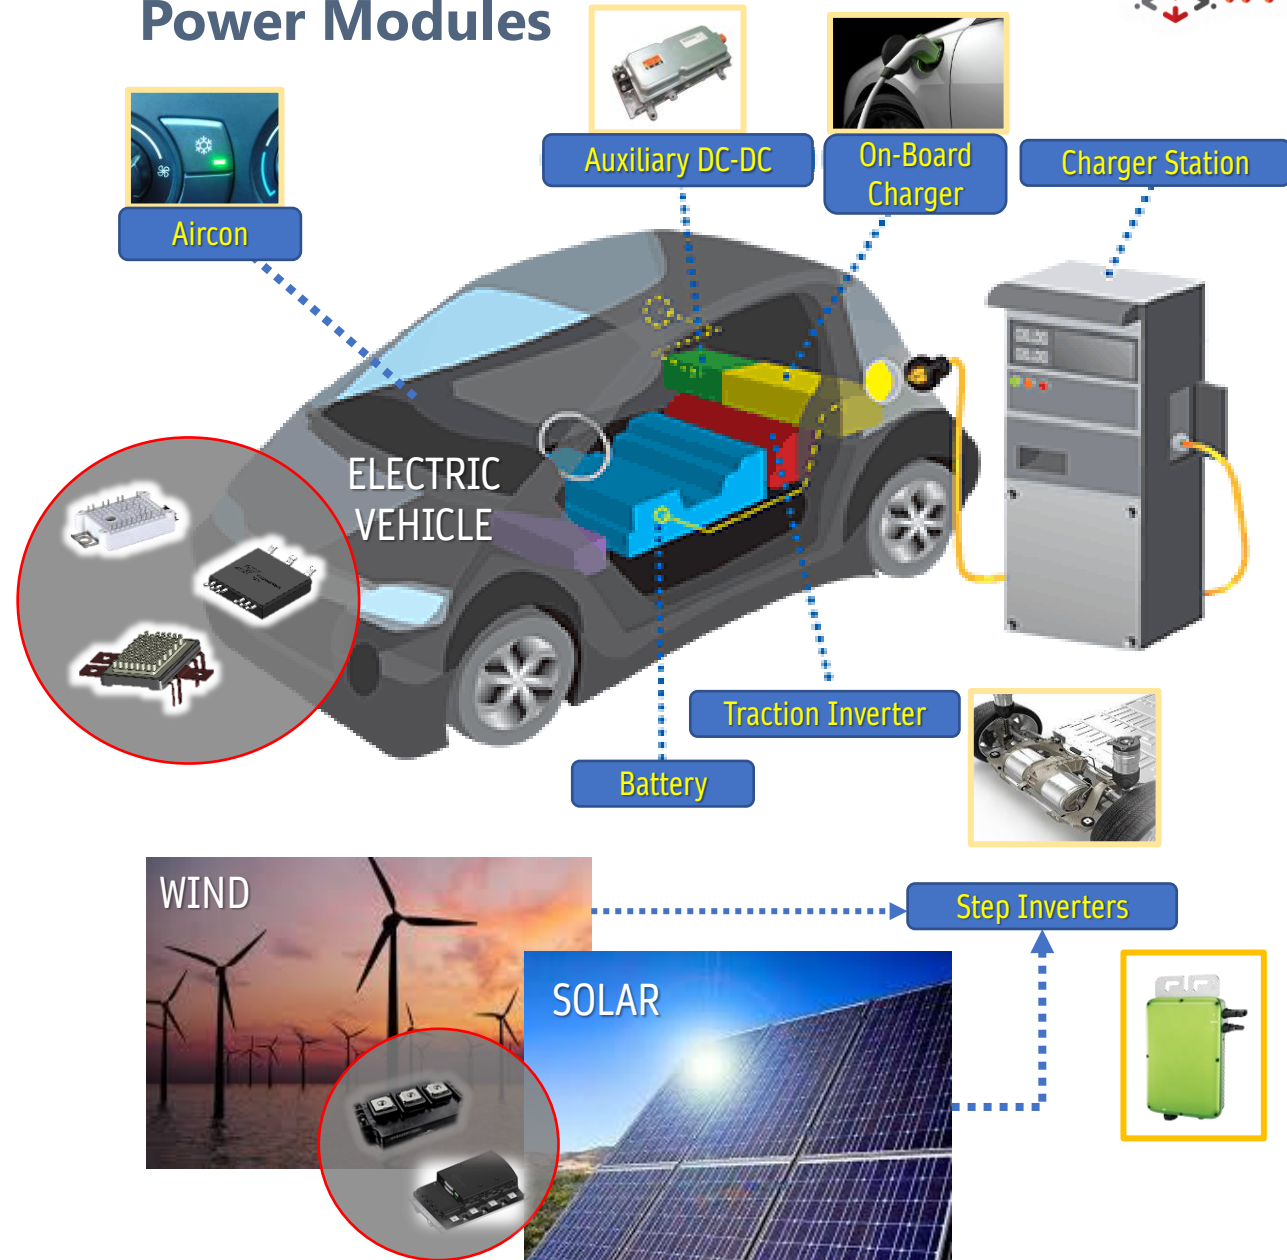 Power Modules
Auxiliary DC-DC
On-Board
Charger
Charger Station
Aircon
ELECTRIC
VEHICLE
Traction Inverter
Battery
WIND
Step Inverters
SOLAR